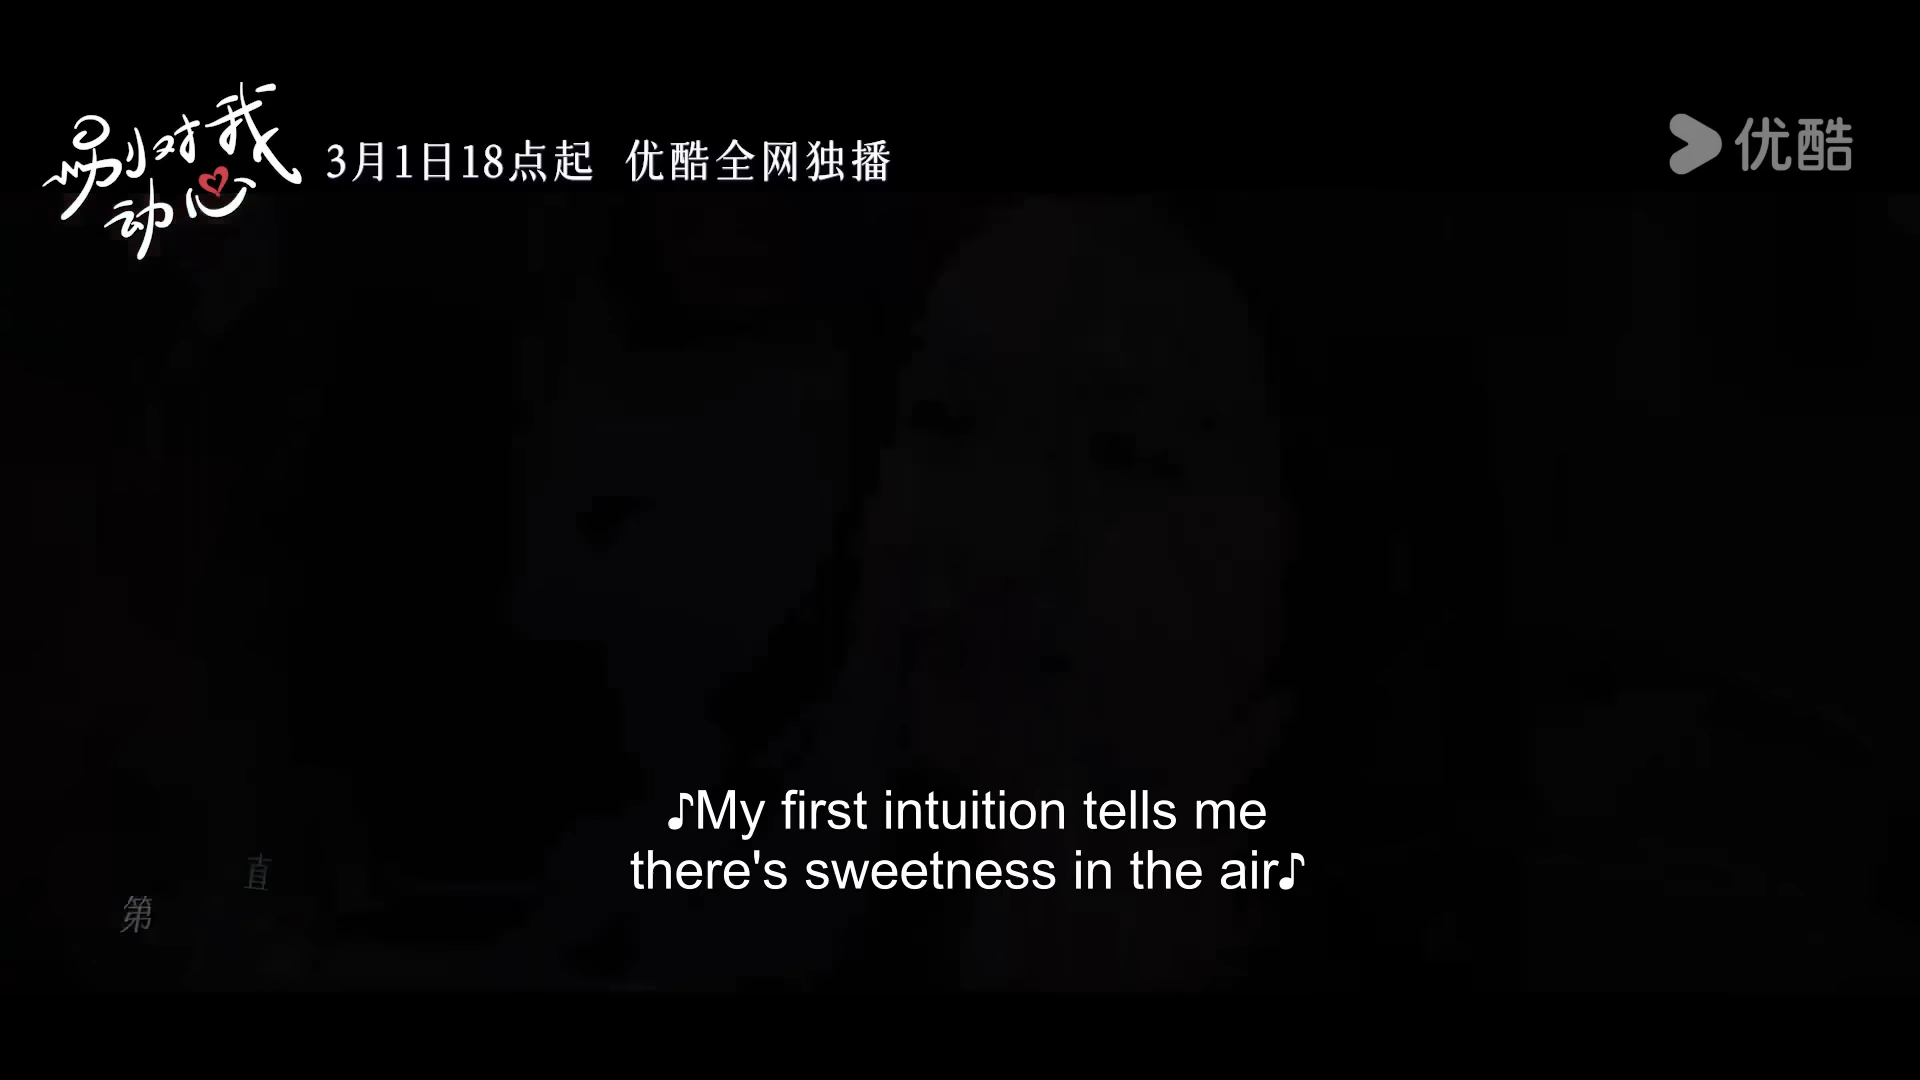 别对我
动心
3月1日18点起 优酷全网独播
优酷
♪My first intuition tells me
there's sweetness in the air♪
直
第